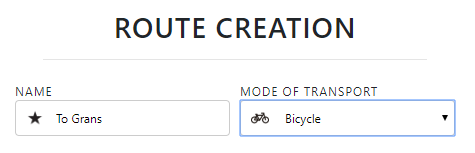 ROUTE CREATION
NAME
MODE OF TRANSPORT
To Grans
Bicycle